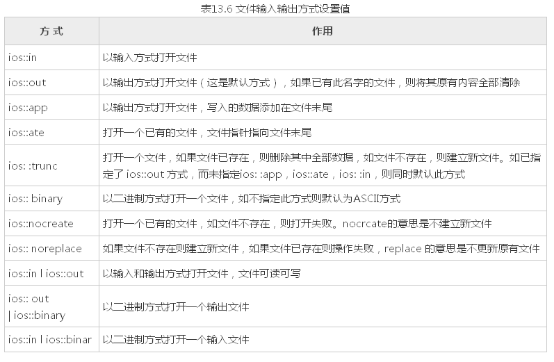 表13.6 文件输入输出方式设置值
方 式 作用
ios::in 以输入方式打开文件
ios::out 以输出方式打开文件（这是默认方式），如果已有此名字的文件，则将其原有内容全部清除
ios::app 以输出方式打开文件，写入的数据添加在文件末尾
ios::ate 打开一个已有的文件，文件指针指向文件末尾
ios: :trunc 打开一个文件，如果文件已存在，则删除其中全部数据，如文件不存在，则建立新文件。如已指
定了 ios::out 方式，而未指定ios: :app，ios::ate，ios: :in，则同时默认此方式
ios:: binary 以二进制方式打开一个文件，如不指定此方式则默认为ASCII方式
ios::nocreate 打开一个已有的文件，如文件不存在，则打开失败。nocrcate的意思是不建立新文件
ios:: noreplace 如果文件不存在则建立新文件，如果文件已存在则操作失败，replace 的意思是不更新原有文件
ios::in l ios::out 以输入和输出方式打开文件，文件可读可写
ios:: out
| ios::binary 以二进制方式打开一个输出文件
ios::in l ios::binar 以二进制方式打开一个输入文件